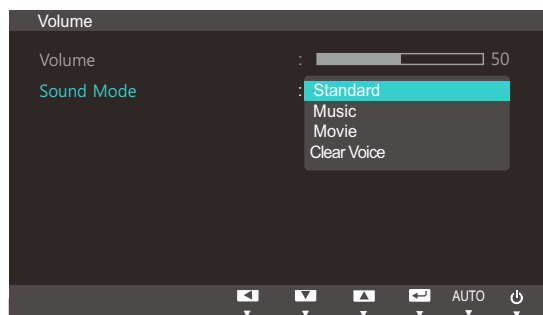 Volume
Volume : 50
Sound Mode : Standard
Music
Movie
Clear Voice
AUTO